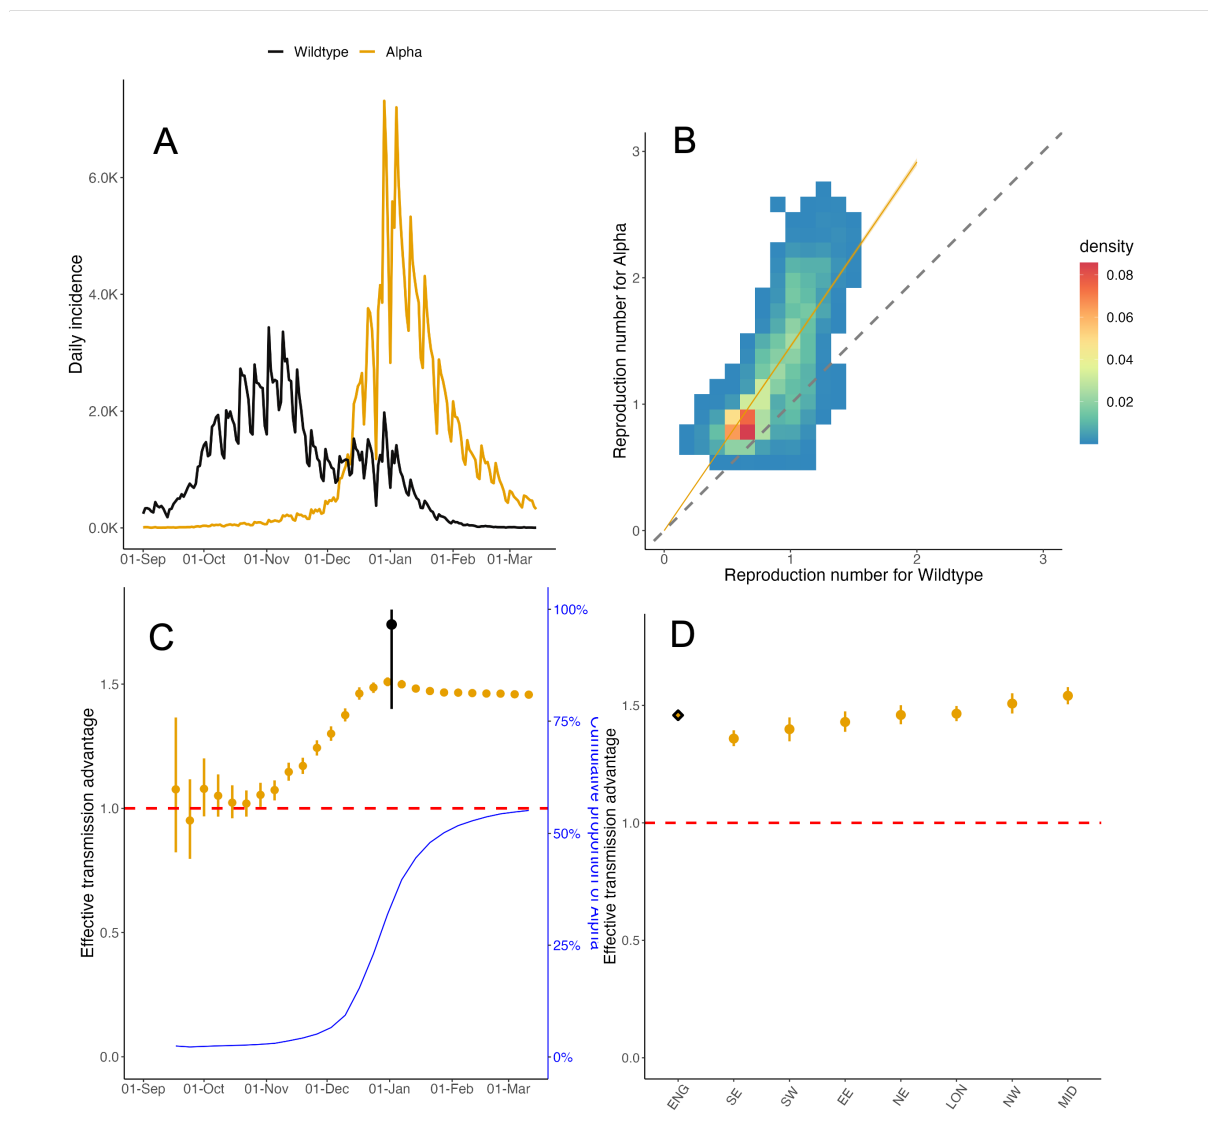 Wildtype Alpha
A
Daily incidence
6.0K
4.0K
2.0K
0.0K
01-Sep 01-Oct 01-Nov 01-Dec 01-Jan 01-Feb 01-Mar
B
Reproduction number for Alpha
3
2
1
0
0 1 2 3
Reproduction number for Wildtype
density
0.08
0.06
0.04
0.02
C
Effective transmission advantage
1.5
1.0
0.5
0.0
01-Sep 01-Oct 01-Nov 01-Dec 01-Jan 01-Feb 01-Mar
100%
75%
50%
25%
0%
Cumulative proportion of Alpha
D
Effective transmission advantage
1.5
1.0
0.5
0.0
ENG SE SW EE NE LON NW MID